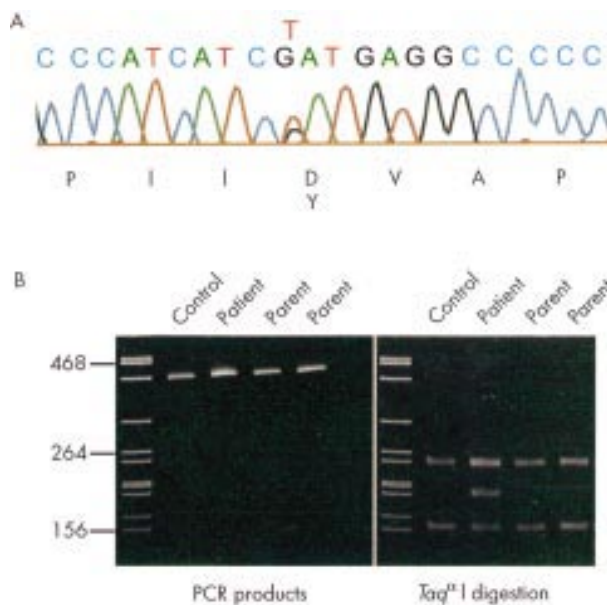 A
T
C C C A T C A T C G A T G A G G C C C C C
P I I D V A P
Y
B
Control Patient Parent Parent Control Patient Parent Parent
468
264
156
PCR products Taqα I digestion